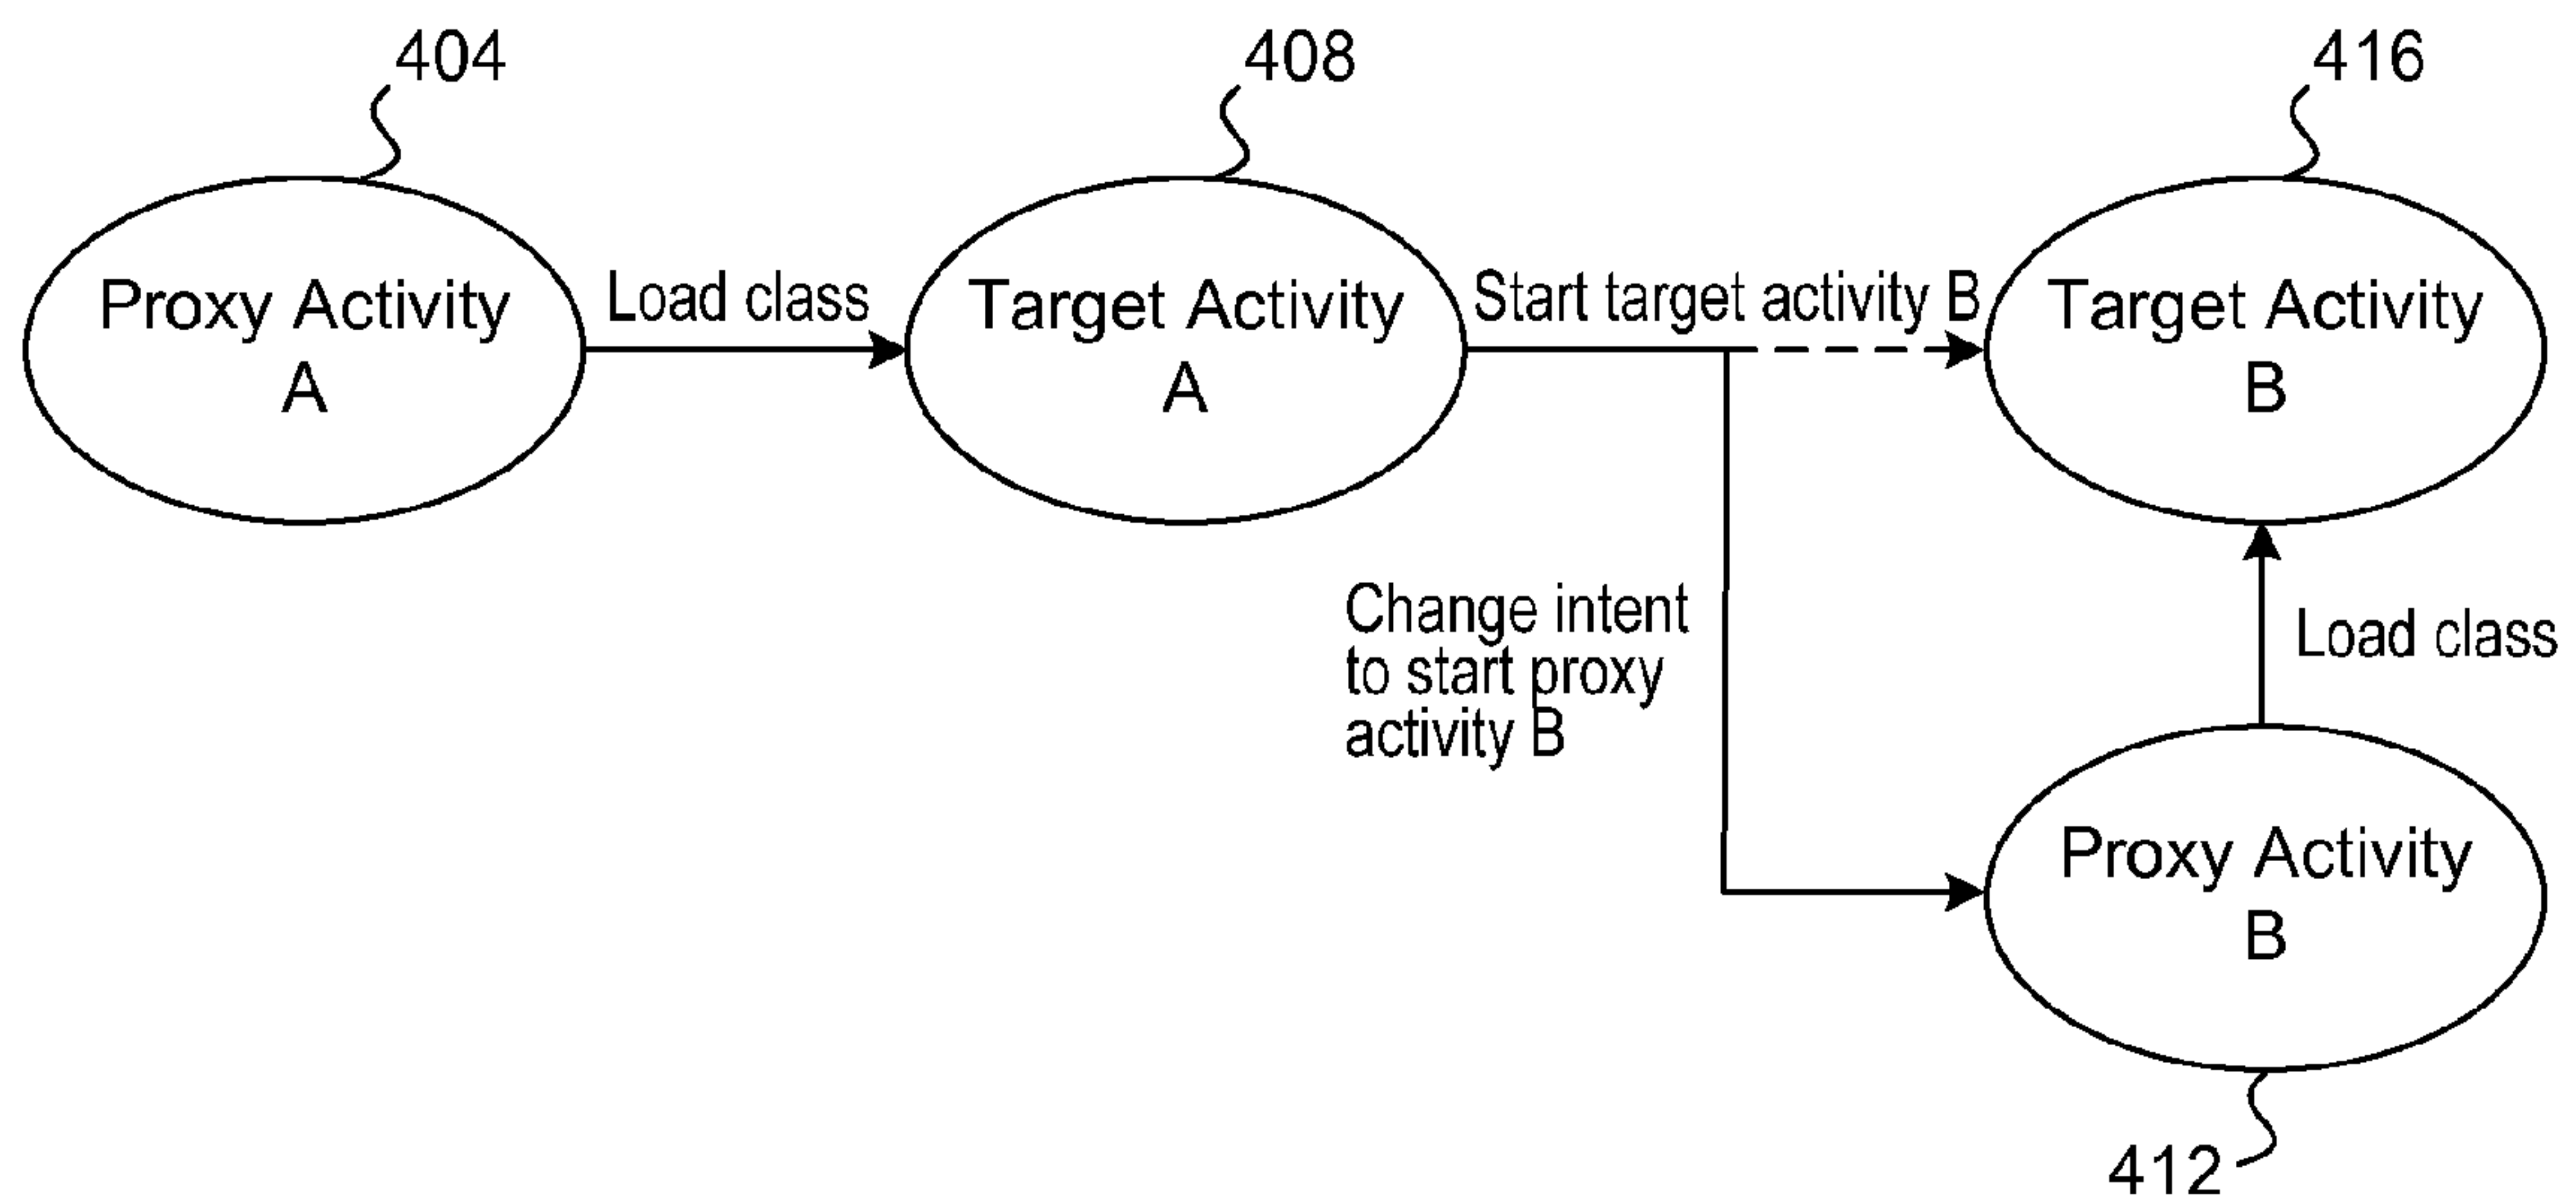 404
408
416
Proxy Activity
A
Load class
Target Activity
A
Start target activity B
Target Activity
B
Change intent
to start proxy
activity B
Load class
Proxy Activity
B
412